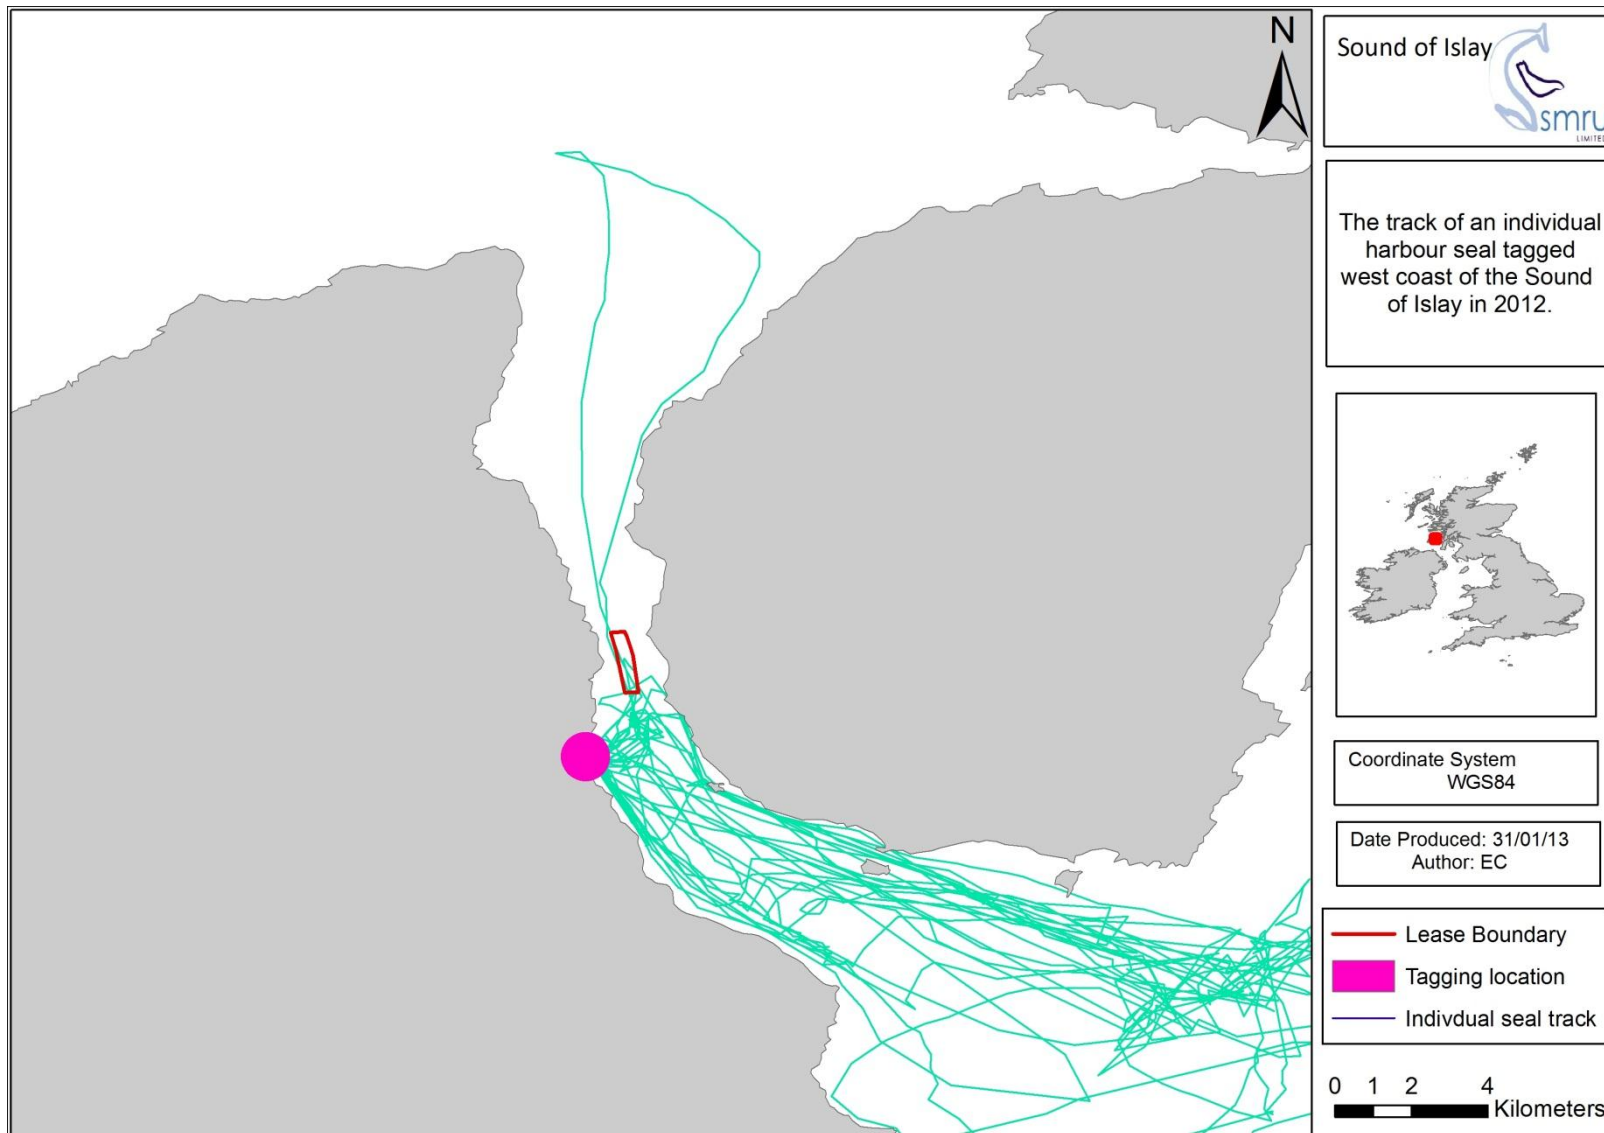 N
Sound of Islay
smru
LIMITED
The track of an individual
harbour seal tagged
west coast of the Sound
of Islay in 2012.
Coordinate System
WGS84
Date Produced: 31/01/13
Author: EC
Lease Boundary
Tagging location
Indivdual seal track
0 1 2 4
Kilometers